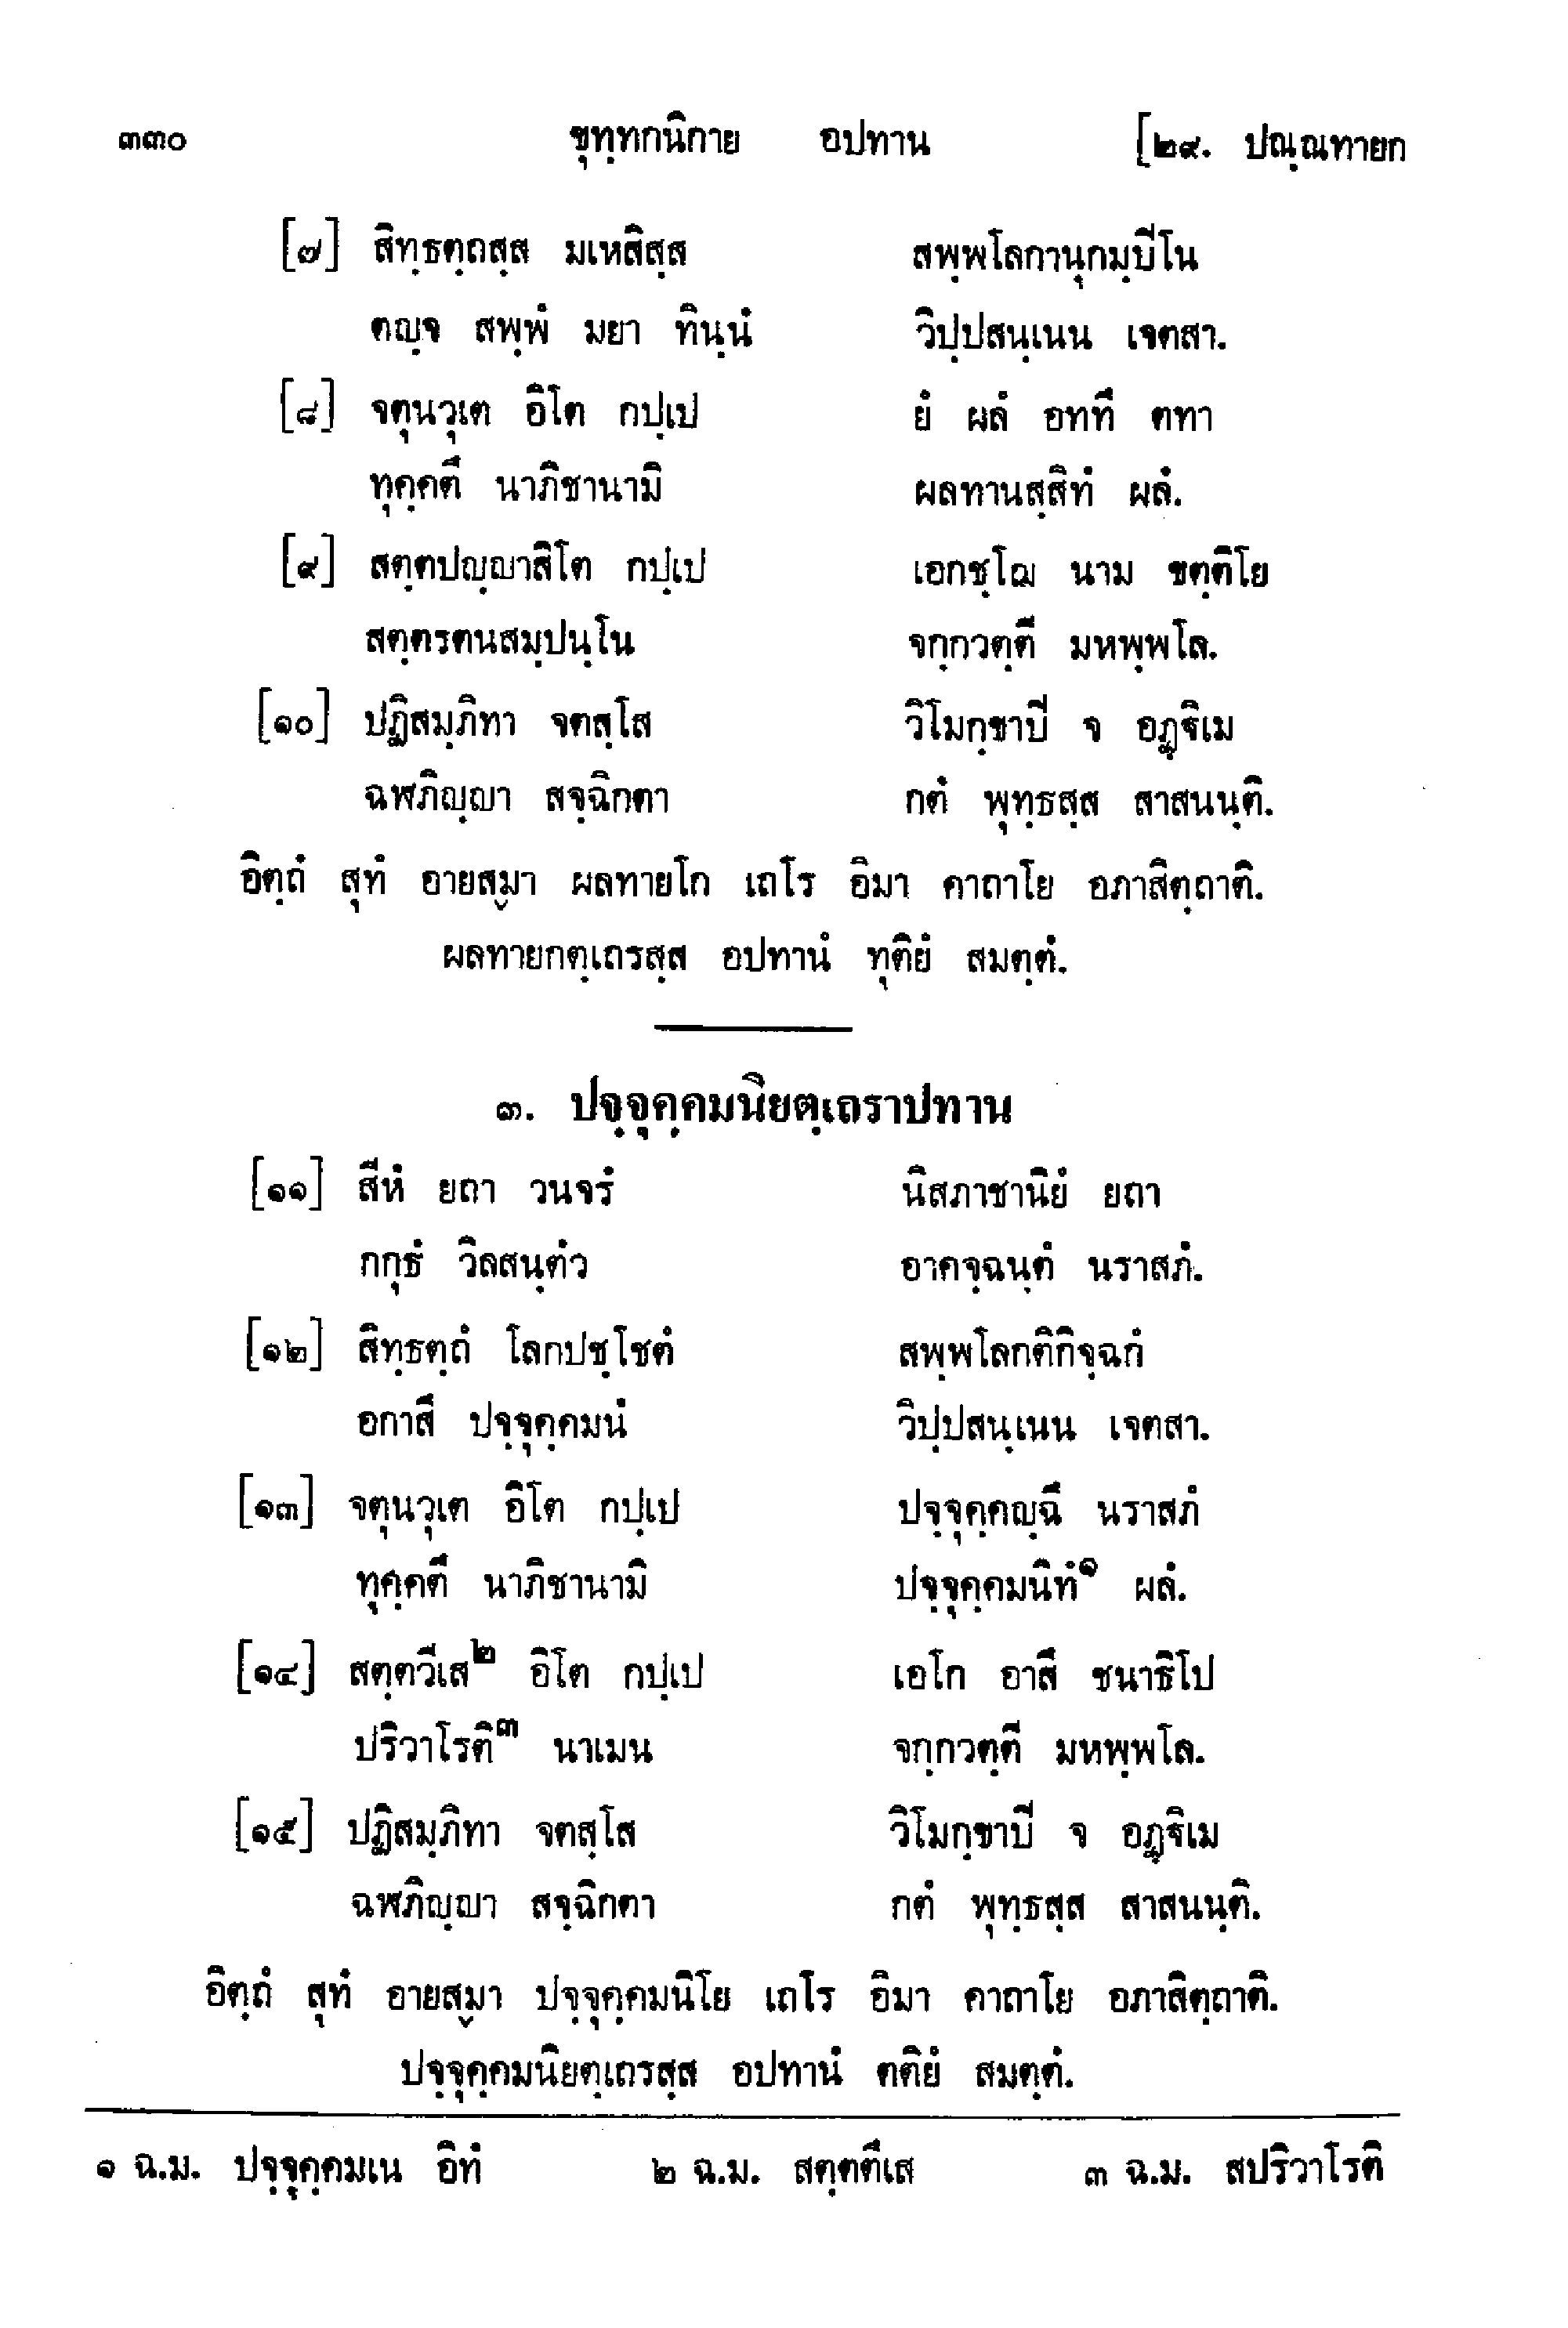 ๓๓๐ ขุทฺทกนิกาย อปทาน [๒๙. ปณฺณทายก
[๗] สิทฺธตฺถสฺส มเหสิสฺส สพฺพโลกานุกมฺปีโน
ตญฺจ สพฺพํ มยา ทินฺนํ วิปฺปสนฺเนน เจตสา.
[๘] จตุนวุเต อิโต กปฺเป ยํ ผลํ อททึ ตทา
ทุคฺคตึ นาภิชานามิ ผลทานสฺสิทํ ผลํ.
[๙] สตฺตปญฺญาสิโต กปฺเป เอกชฺโฌ นาม ขตฺติโย
สตฺตรตนสมฺปนฺโน จกฺกวตฺตี มหพฺพโล.
[๑๐] ปฏิสมฺภิทา จตสฺโส วิโมกฺขาปี จ อฏฺฐิเม
ฉฬภิญฺญา สจฺฉิกตา กตํ พุทฺธสฺส สาสนนฺติ.
อิตฺถํ สุทํ อายสฺมา ผลทายโก เถโร อิมา คาถาโย อภาสิตฺถาติ.
ผลทายกตฺเถรสฺส อปทานํ ทุติยํ สมตฺตํ.
๓. ปจฺจุคฺคมนิยตฺเถราปทาน
[๑๑] สีหํ ยถา วนจรํ นิสภาชานิยํ ยถา
กกุธํ วิลสนฺตํว อาคจฺฉนฺตํ นราสภํ.
[๑๒] สิทฺธตฺถํ โลกปชฺโชตํ สพฺพโลกติกิจฺฉกํ
อกาสึ ปจฺจุคฺคมนํ วิปฺปสนฺเนน เจตสา.
[๑๓] จตุนวุเต อิโต กปฺเป ปจฺจุคฺคญฺฉึ นราสภํ
ทุคฺคตึ นาภิชานามิ ปจฺจุคฺคมนิทํ๑ ผลํ.
[๑๔] สตฺตวีเส๒ อิโต กปฺเป เอโก อาสึ ชนาธิโป
ปริวาโรติ๓ นาเมน จกฺกวตฺตี มหพฺพโล.
[๑๕] ปฏิสมฺภิทา จตสฺโส วิโมกฺขาปี จ อฏฺฐิเม
ฉฬภิญฺญา สจฺฉิกตา กตํ พุทฺธสฺส สาสนนฺติ.
อิตฺถํ สุทํ อายสฺมา ปจฺจุคฺคมนิโย เถโร อิมา คาถาโย อภาสิตฺถาติ.
ปจฺจุคฺคมนิยตฺเถรสฺส อปทานํ ตติยํ สมตฺตํ.
๑ ฉ.ม. ปจฺจุคฺคมเน อิทํ ๒ ฉ.ม. สตฺตตึเส ๓ ฉ.ม. สปริวาโรติ